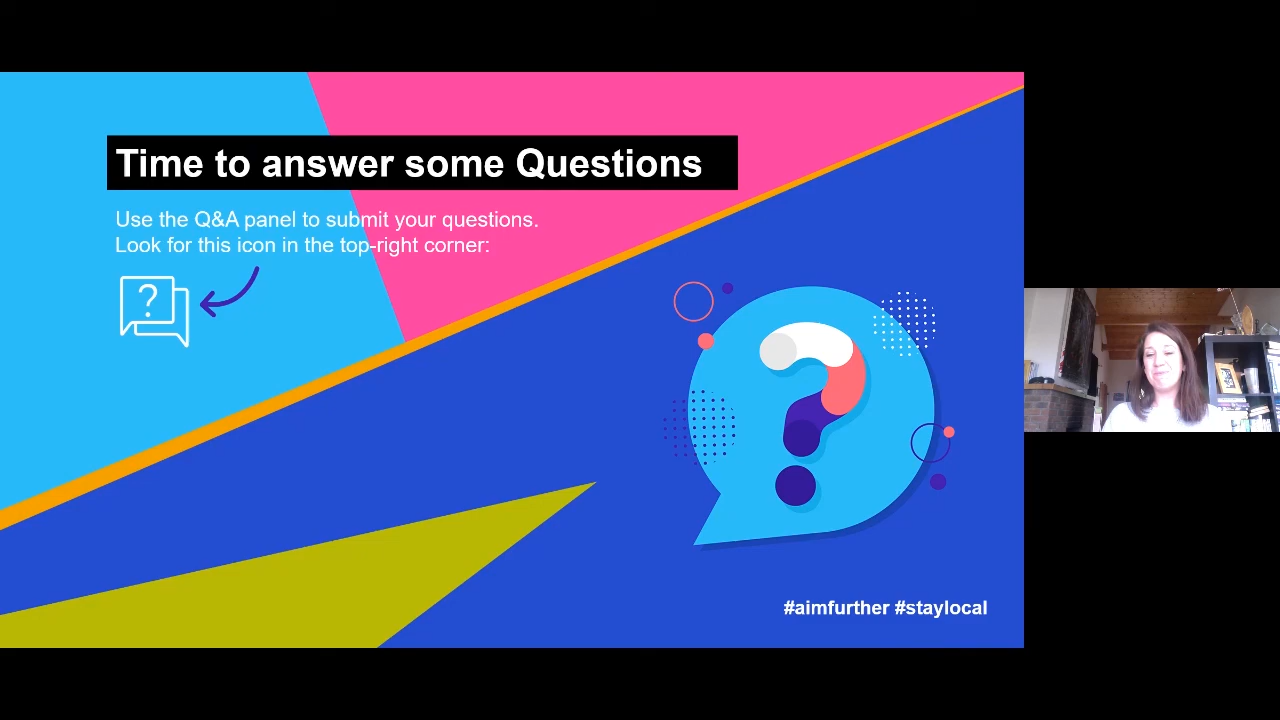 Time to answer some Questions
Use the Q&A panel to submit your questions.
Look for this icon in the top-right corner:
?
?
#aimfurther #staylocal